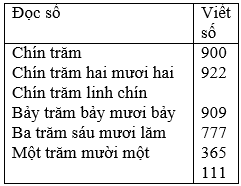 Đọc số Viết số
Chín trăm 900
Chín trăm hai mươi hai 922
Chín trăm linh chín
Bảy trăm bảy mươi bảy 909
Ba trăm sáu mươi lăm 777
Một trăm mười một 365
111